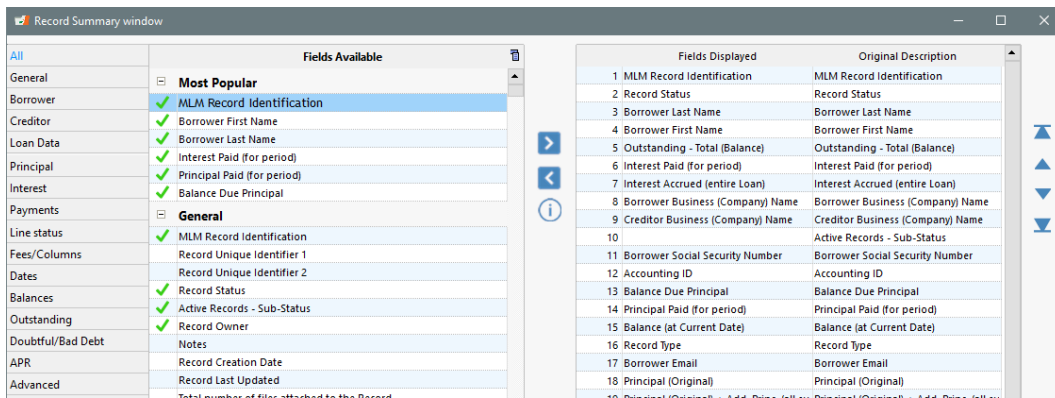 Record Summary window
All
General
Borrower
Creditor
Loan Data
Principal
Interest
Payments
Line status
Fees/Columns
Dates
Balances
Outstanding
Doubtful/Bad Debt
APR
Advanced
Fields Available
Most Popular
MLM Record Identification
Borrower First Name
Borrower Last Name
Interest Paid (for period)
Principal Paid (for period)
Balance Due Principal
General
MLM Record Identification
Record Unique Identifier 1
Record Unique Identifier 2
Record Status
Active Records - Sub-Status
Record Owner
Notes
Record Creation Date
Record Last Updated
Total number of files attached to the Record
Fields Displayed Original Description
1 MLM Record Identification MLM Record Identification
2 Record Status Record Status
3 Borrower Last Name Borrower Last Name
4 Borrower First Name Borrower First Name
5 Outstanding - Total (Balance) Outstanding - Total (Balance)
6 Interest Paid (for period) Interest Paid (for period)
7 Interest Accrued (entire Loan) Interest Accrued (entire Loan)
8 Borrower Business (Company) Name Borrower Business (Company) Name
9 Creditor Business (Company) Name Creditor Business (Company) Name
10 Active Records - Sub-Status
11 Borrower Social Security Number Borrower Social Security Number
12 Accounting ID Accounting ID
13 Balance Due Principal Balance Due Principal
14 Principal Paid (for period) Principal Paid (for period)
15 Balance (at Current Date) Balance (at Current Date)
16 Record Type Record Type
17 Borrower Email Borrower Email
18 Principal (Original) Principal (Original)